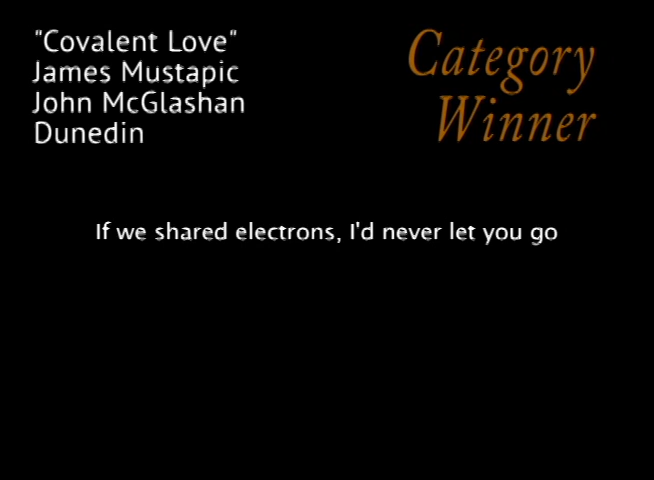 "Covalent Love"
James Mustapic
John McGlashan
Dunedin
Category
Winner
If we shared electrons, I'd never let you go